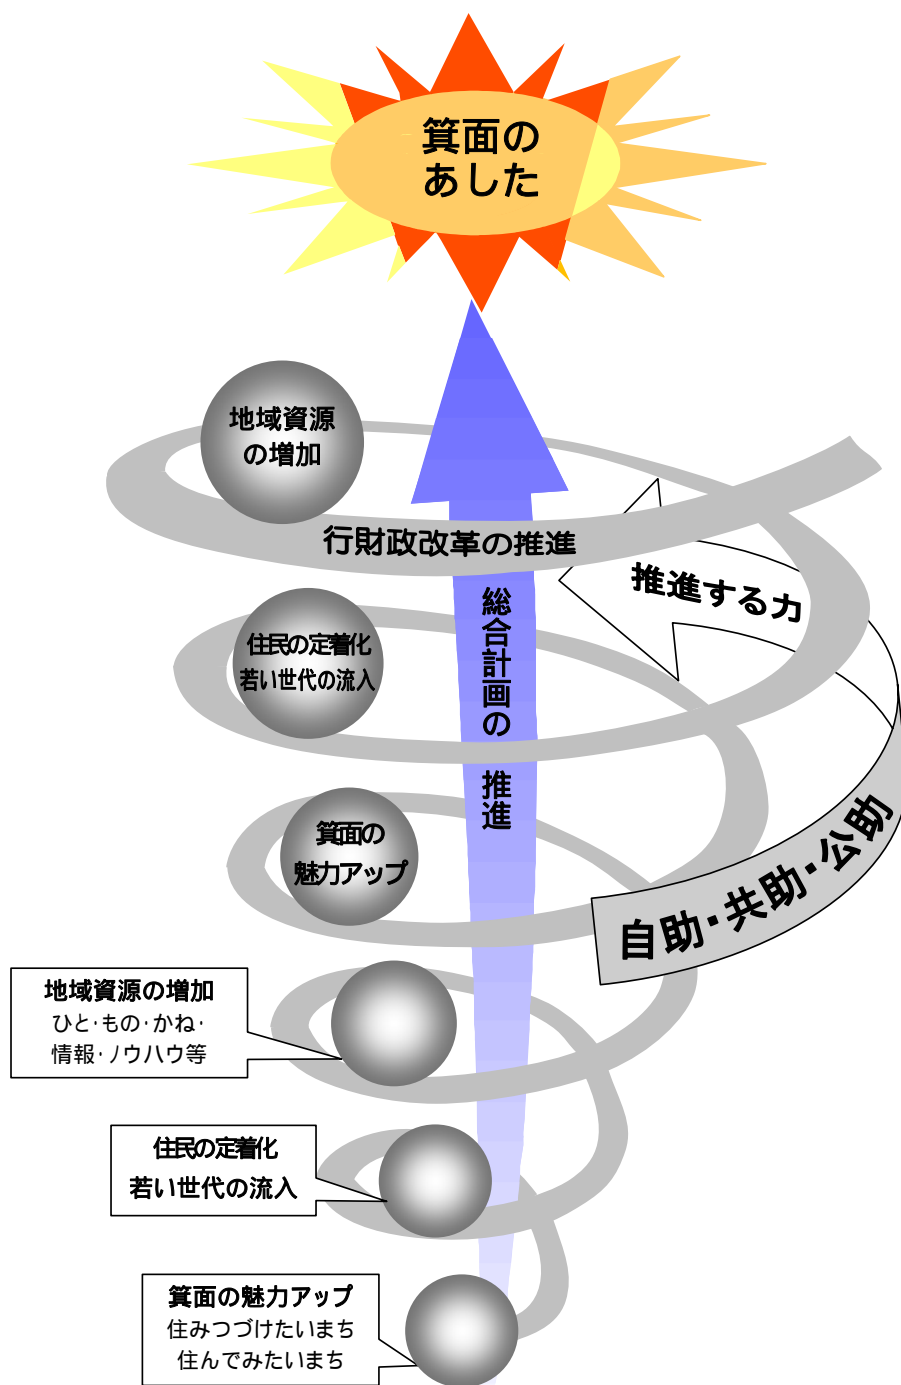 箕面の
あした
地域資源
の増加
行財政改革の推進
推進する力
住民の定着化
若い世代の流入
総合計画の 推進
箕面の
魅力アップ
自助・共助・公助
地域資源の増加
ひと・もの・かね・
情報・ノウハウ等
住民の定着化
若い世代の流入
箕面の魅力アップ
住みつづけたいまち
住んでみたいまち